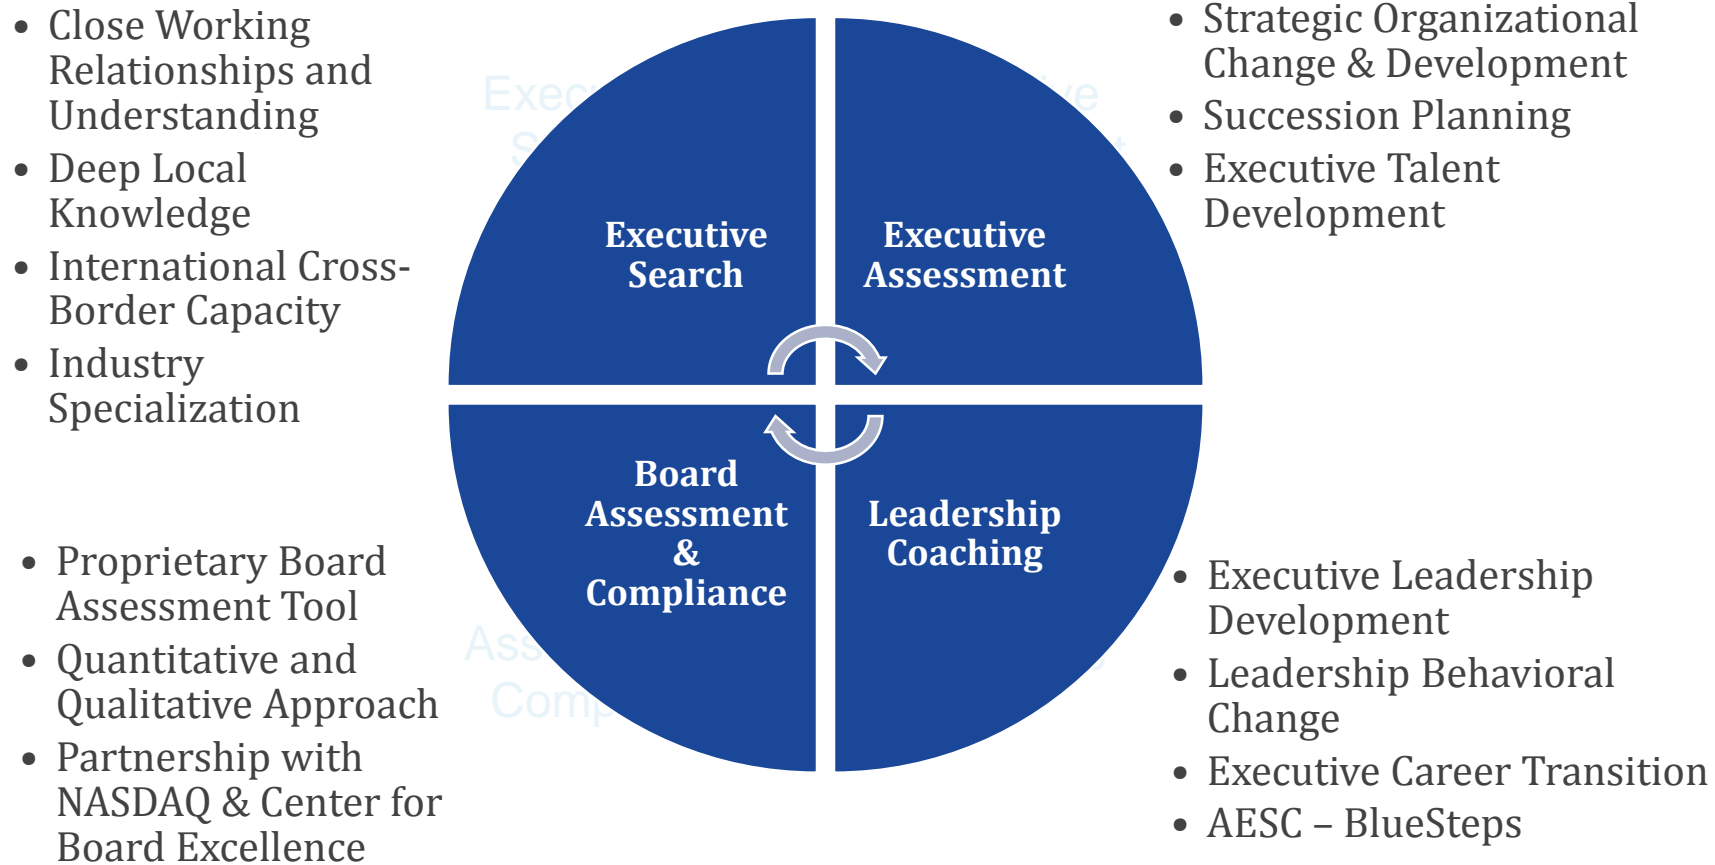 • Close Working
Relationships and
Understanding
• Deep Local
Knowledge
• International Cross-
Border Capacity
• Industry
Specialization
Executive
Search
Executive
Assessment
• Strategic Organizational
Change & Development
• Succession Planning
• Executive Talent
Development
• Proprietary Board
Assessment Tool
• Quantitative and
Qualitative Approach
• Partnership with
NASDAQ & Center for
Board Excellence
Board
Assessment
&
Compliance
Leadership
Coaching
• Executive Leadership
Development
• Leadership Behavioral
Change
• Executive Career Transition
• AESC – BlueSteps